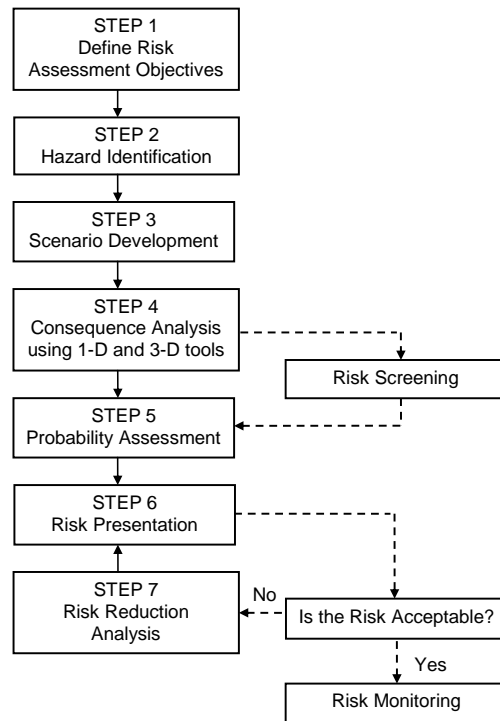 STEP 1
Define Risk
Assessment Objectives
STEP 2
Hazard Identification
STEP 3
Scenario Development
STEP 4
Consequence Analysis
using 1-D and 3-D tools
Risk Screening
STEP 5
Probability Assessment
STEP 6
Risk Presentation
STEP 7
Risk Reduction
Analysis
No
Is the Risk Acceptable?
Yes
Risk Monitoring